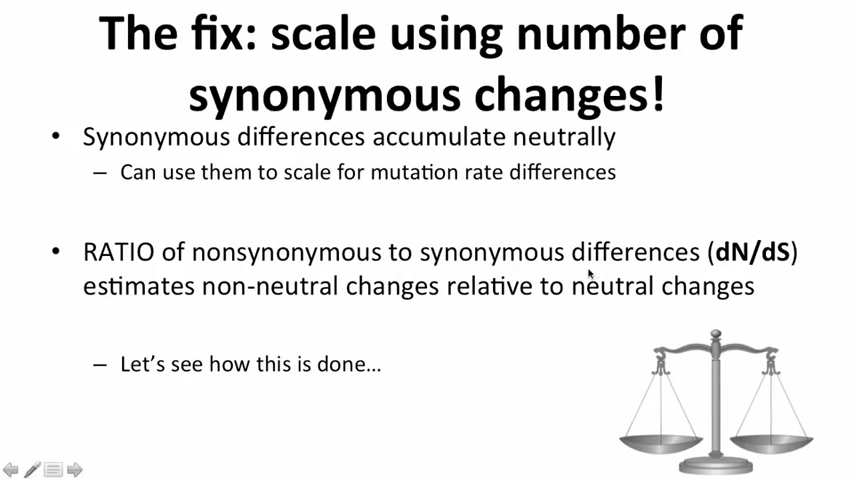 The fix: scale using number of
synonymous changes!
• Synonymous differences accumulate neutrally
– Can use them to scale for mutation rate differences
• RATIO of nonsynonymous to synonymous differences (dN/dS)
estimates non-neutral changes relative to neutral changes
– Let's see how this is done...